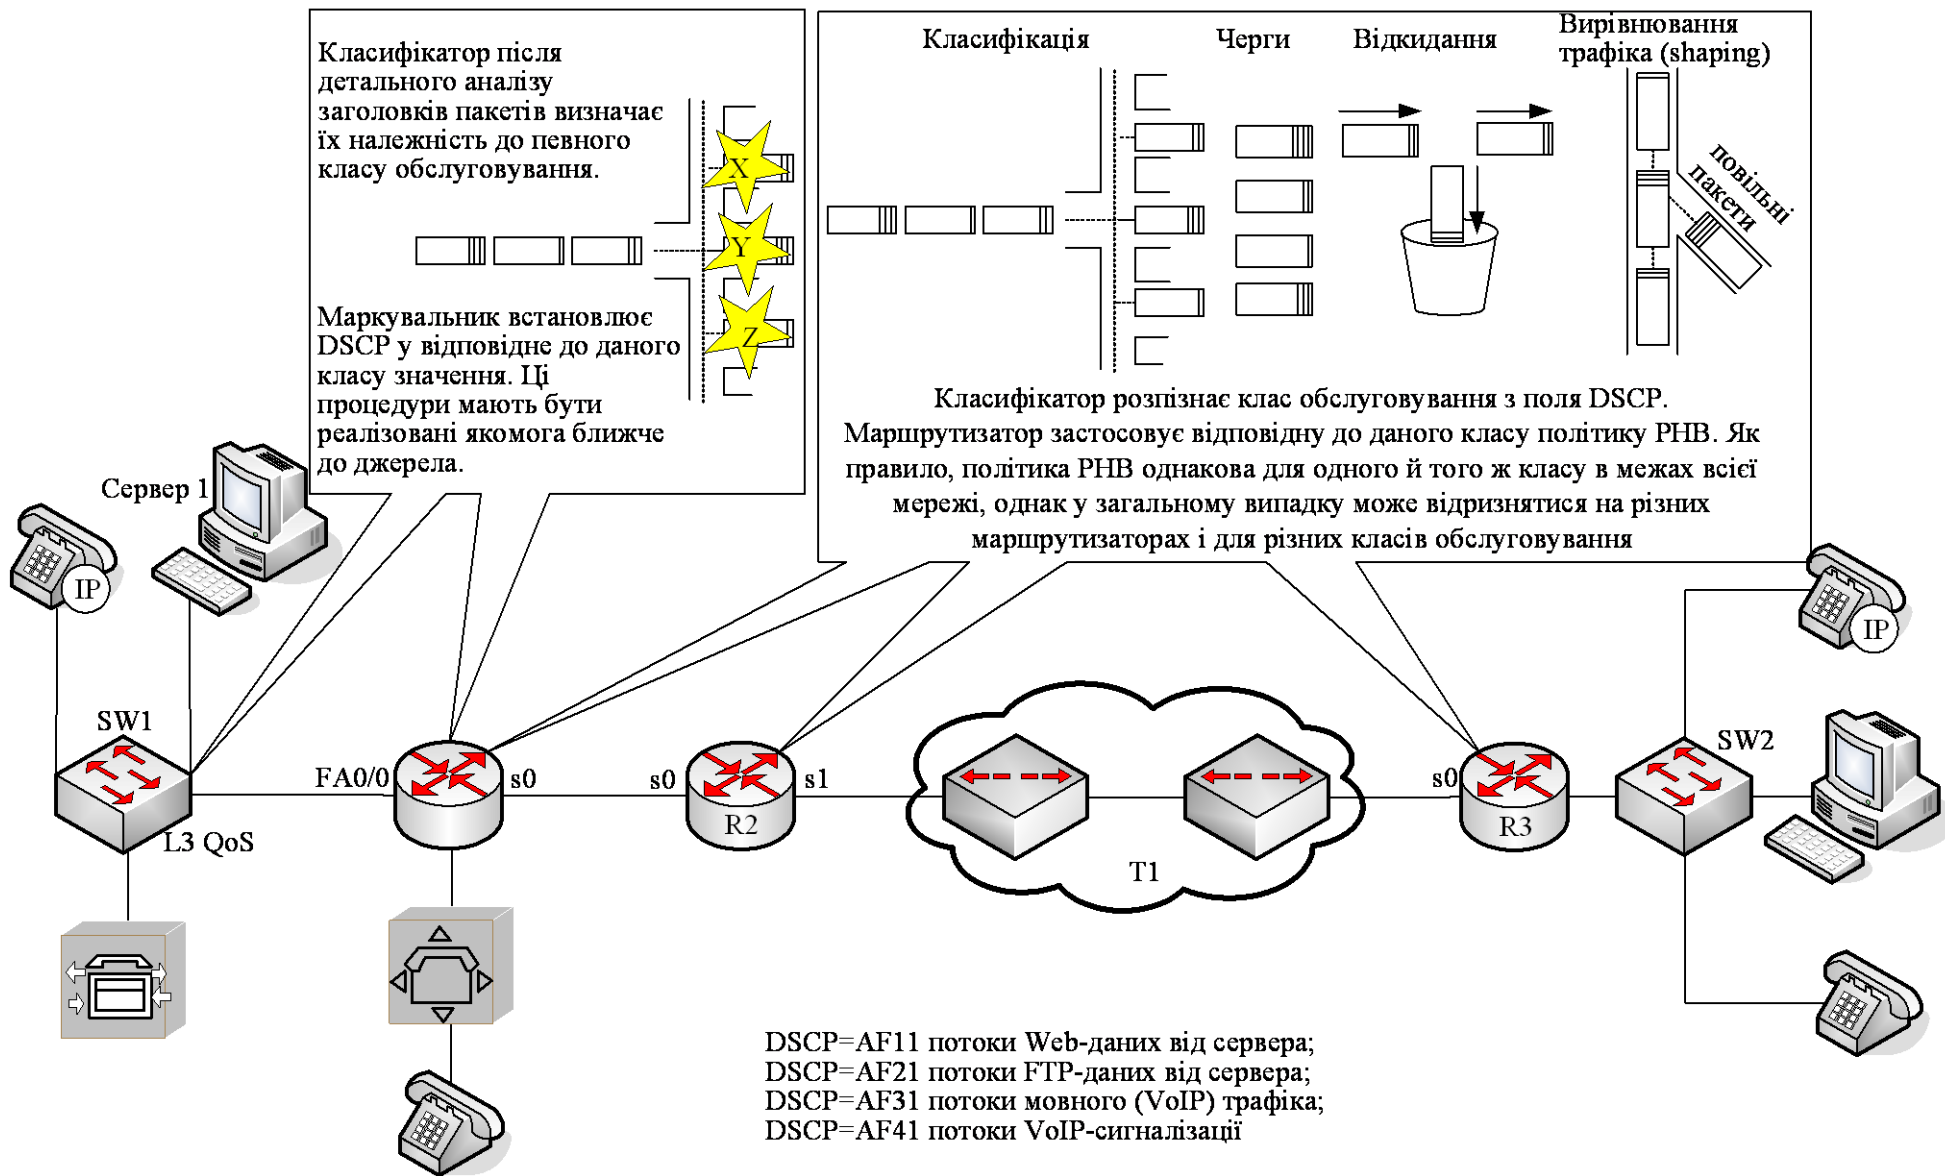 Класифікатор після
детального аналізу
заголовків пакетів визначає
їх належність до певного
класу обслуговування.
X
Y
Z
Маркувальник встановлює
DSCP у відповідне до даного
класу значення. Ці
процедури мають бути
реалізовані якомога ближче
до джерела.
Класифікація
Черги
Відкидання
Вирівнювання
трафіка (shaping)
повільні
пакети
Класифікатор розпізнає клас обслуговування з поля DSCP.
Маршрутизатор застосовує відповідну до даного класу політику PHB. Як
правило, політика PHB однакова для одного й того ж класу в межах всієї
мережі, однак у загальному випадку може відризнятися на різних
маршрутизаторах і для різних класів обслуговування
Сервер 1
IP
IP
SW1
L3 QoS
FA0/0
s0
s0
R2
s1
T1
s0
R3
SW2
DSCP=AF11 потоки Web-даних від сервера;
DSCP=AF21 потоки FTP-даних від сервера;
DSCP=AF31 потоки мовного (VoIP) трафіка;
DSCP=AF41 потоки VoIP-сигналізації